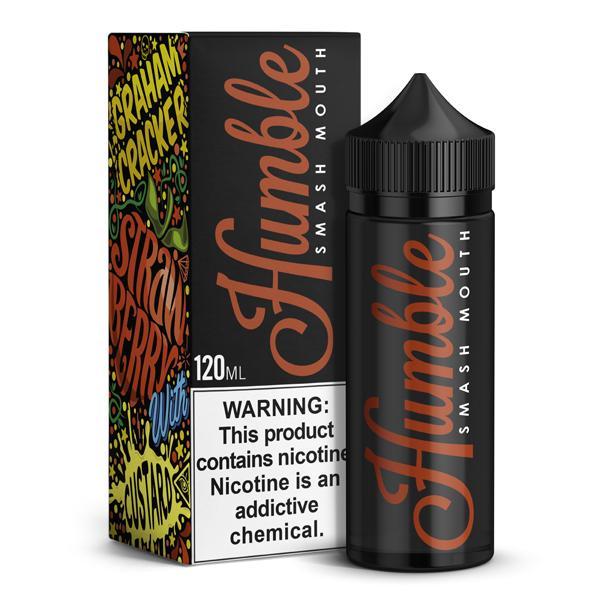 GRAHAM
CRACKER
STRAW
BERRY
With
CUSTARD
Humble
SMASH MOUTH
120ML
WARNING:
This product
contains nicotine
Nicotine is an
addictive
chemical.
Humble
SMASH MOUTH